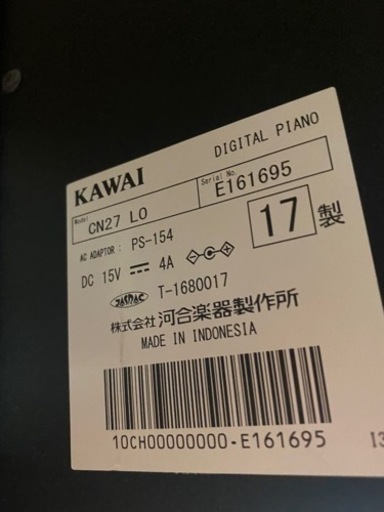 KAWAI
DIGITAL PIANO
Model CN27 LO
Serial No. E161695
AC ADAPTOR : PS-154
DC 15V 4A
17 製
JASRAC T-1680017
株式会社 河合楽器製作所
MADE IN INDONESIA
10CH00000000-E161695